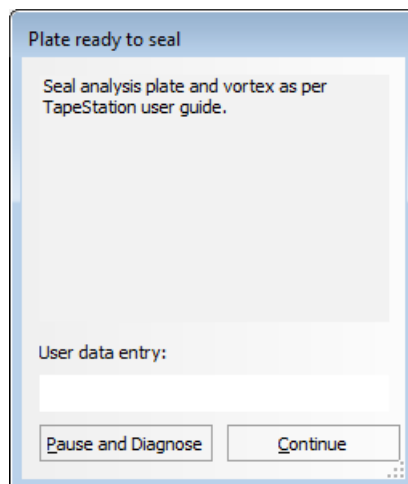 Plate ready to seal
Seal analysis plate and vortex as per
TapeStation user guide.
User data entry:
Pause and Diagnose
Continue